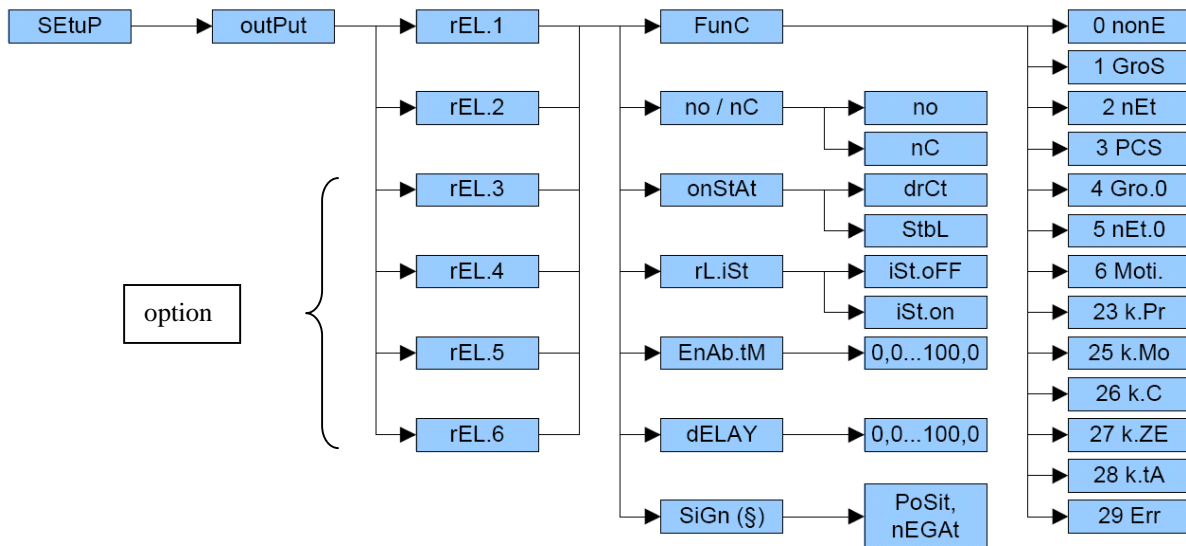 SEtuP
outPut
rEL.1
FunC
0 nonE
1 GroS
rEL.2
no / nC
no
2 nEt
nC
3 PCS
rEL.3
onStAt
drCt
4 Gro.0
StbL
5 nEt.0
rEL.4
rL.iSt
iSt.oFF
6 Moti.
option
iSt.on
23 k.Pr
rEL.5
EnAb.tM
0,0...100,0
25 k.Mo
26 k.C
rEL.6
dELAY
0,0...100,0
27 k.ZE
28 k.tA
SiGn (§)
PoSit,
nEGAt
29 Err